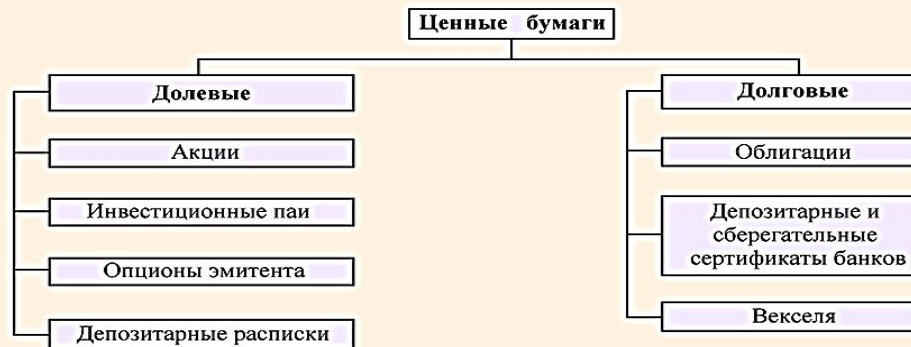 Ценные бумаги
Долевые
Акции
Инвестиционные паи
Опционы эмитента
Депозитарные расписки
Долговые
Облигации
Депозитарные и
сберегательные
сертификаты банков
Векселя